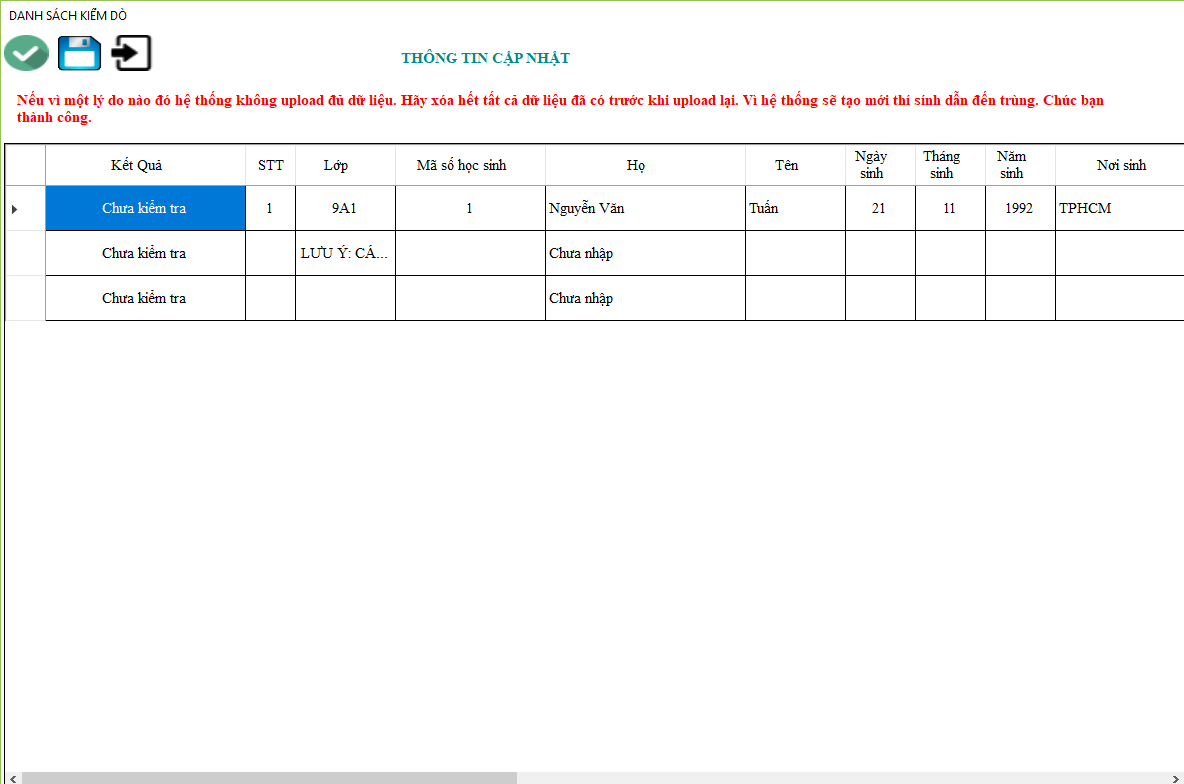 DANH SÁCH KIỂM DÒ
THÔNG TIN CẬP NHẬT
Nếu vì một lý do nào đó hệ thống không upload đủ dữ liệu. Hãy xóa hết tất cả dữ liệu đã có trước khi upload lại. Vì hệ thống sẽ tạo mới thí sinh dẫn đến trùng. Chúc bạn
thành công.
Kết Quả STT Lớp Mã số học sinh Họ Tên Ngày sinh Tháng sinh Năm sinh Nơi sinh
Chưa kiểm tra 1 9A1 1 Nguyễn Văn Tuấn 21 11 1992 TPHCM
Chưa kiểm tra LƯU Ý: CÁ... Chưa nhập
Chưa kiểm tra Chưa nhập